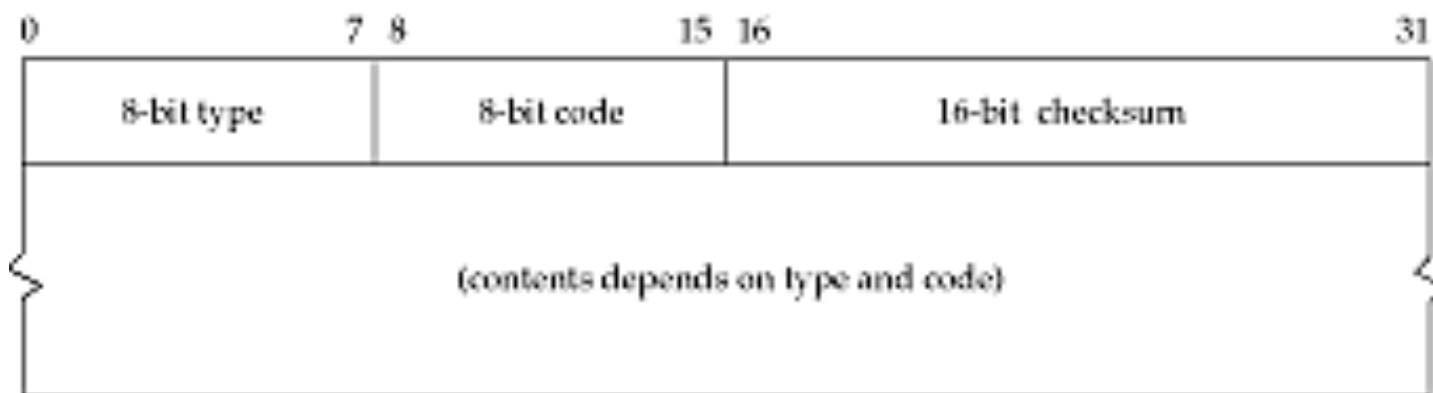 0 7 8 15 16 31
8-bit type 8-bit code 16-bit checksum
(contents depends on type and code)